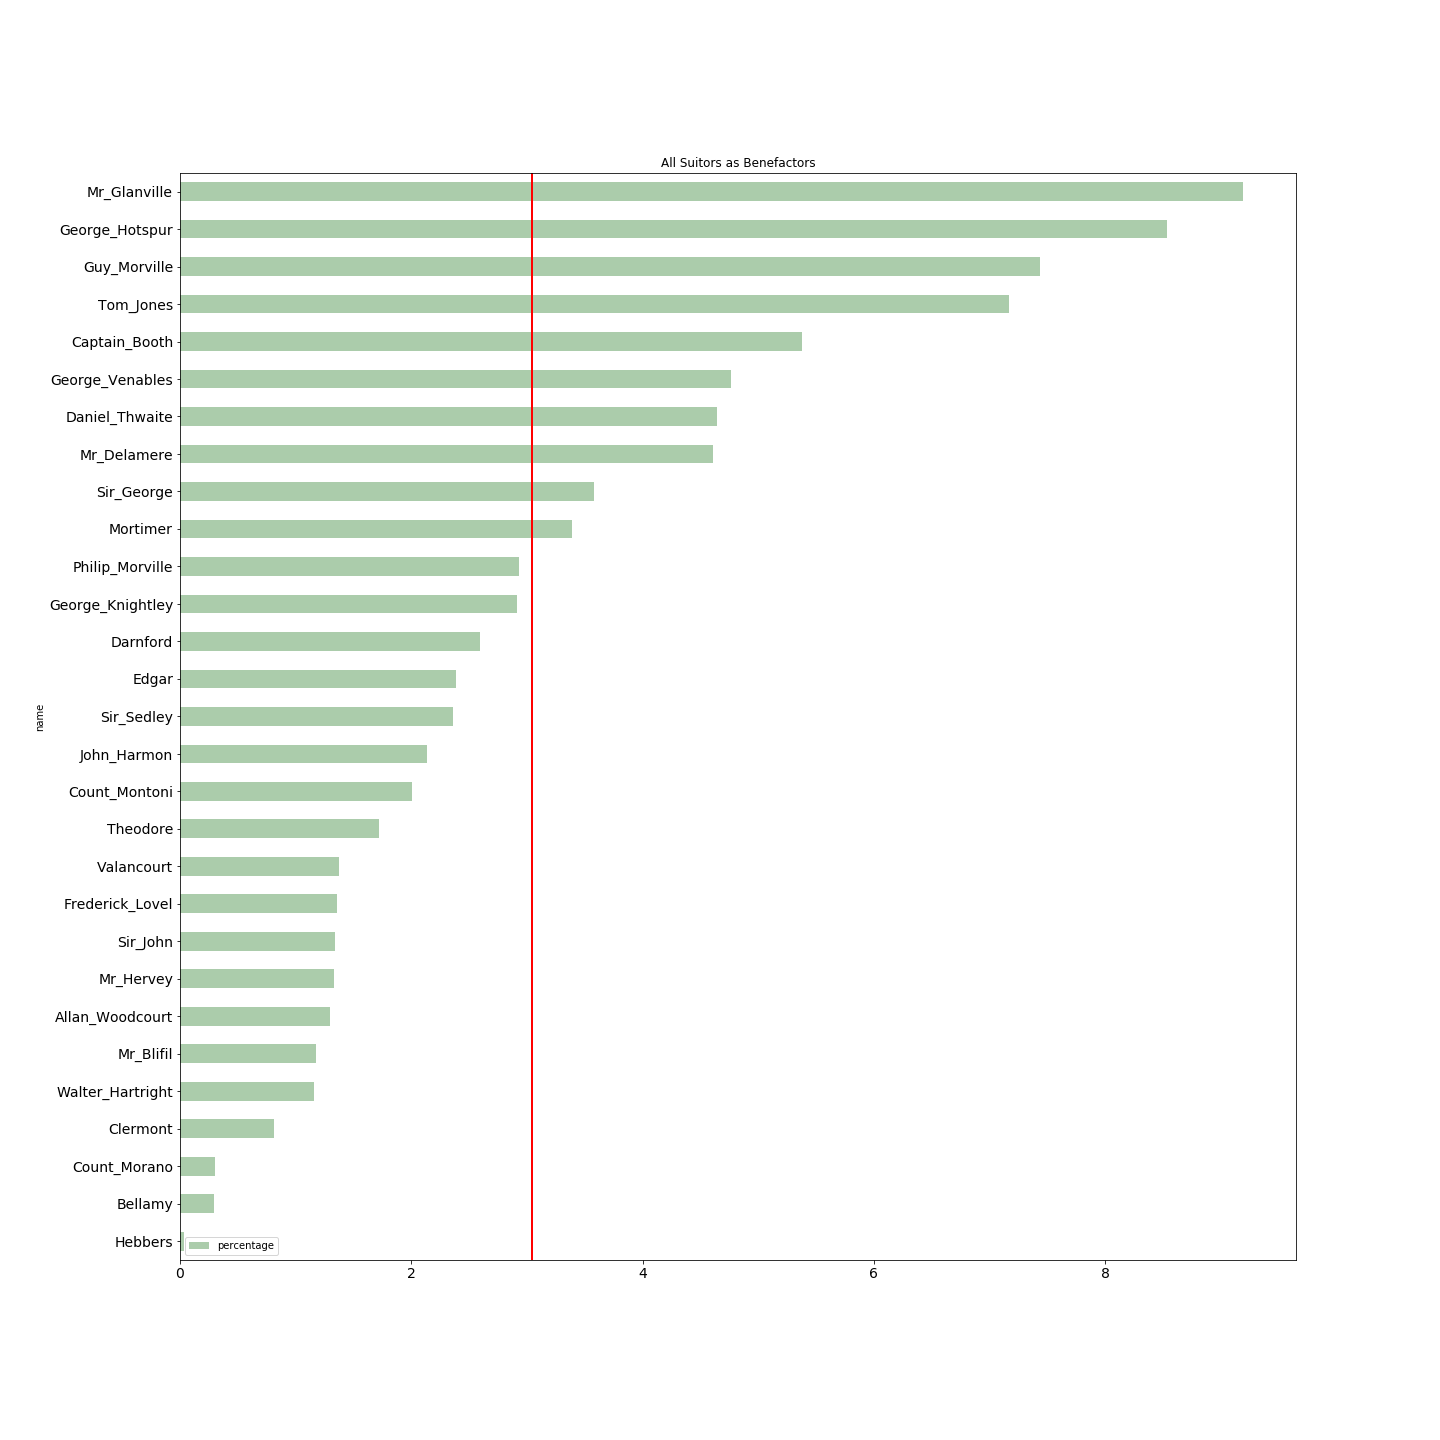 All Suitors as Benefactors
Mr_Glanville
George_Hotspur
Guy_Morville
Tom_Jones
Captain_Booth
George_Venables
Daniel_Thwaite
Mr_Delamere
Sir_George
Mortimer
Philip_Morville
George_Knightley
Darnford
Edgar
Sir_Sedley
John_Harmon
Count_Montoni
Theodore
Valancourt
Frederick_Lovel
Sir_John
Mr_Hervey
Allan_Woodcourt
Mr_Blifil
Walter_Hartright
Clermont
Count_Morano
Bellamy
Hebbers
name
percentage
0 2 4 6 8